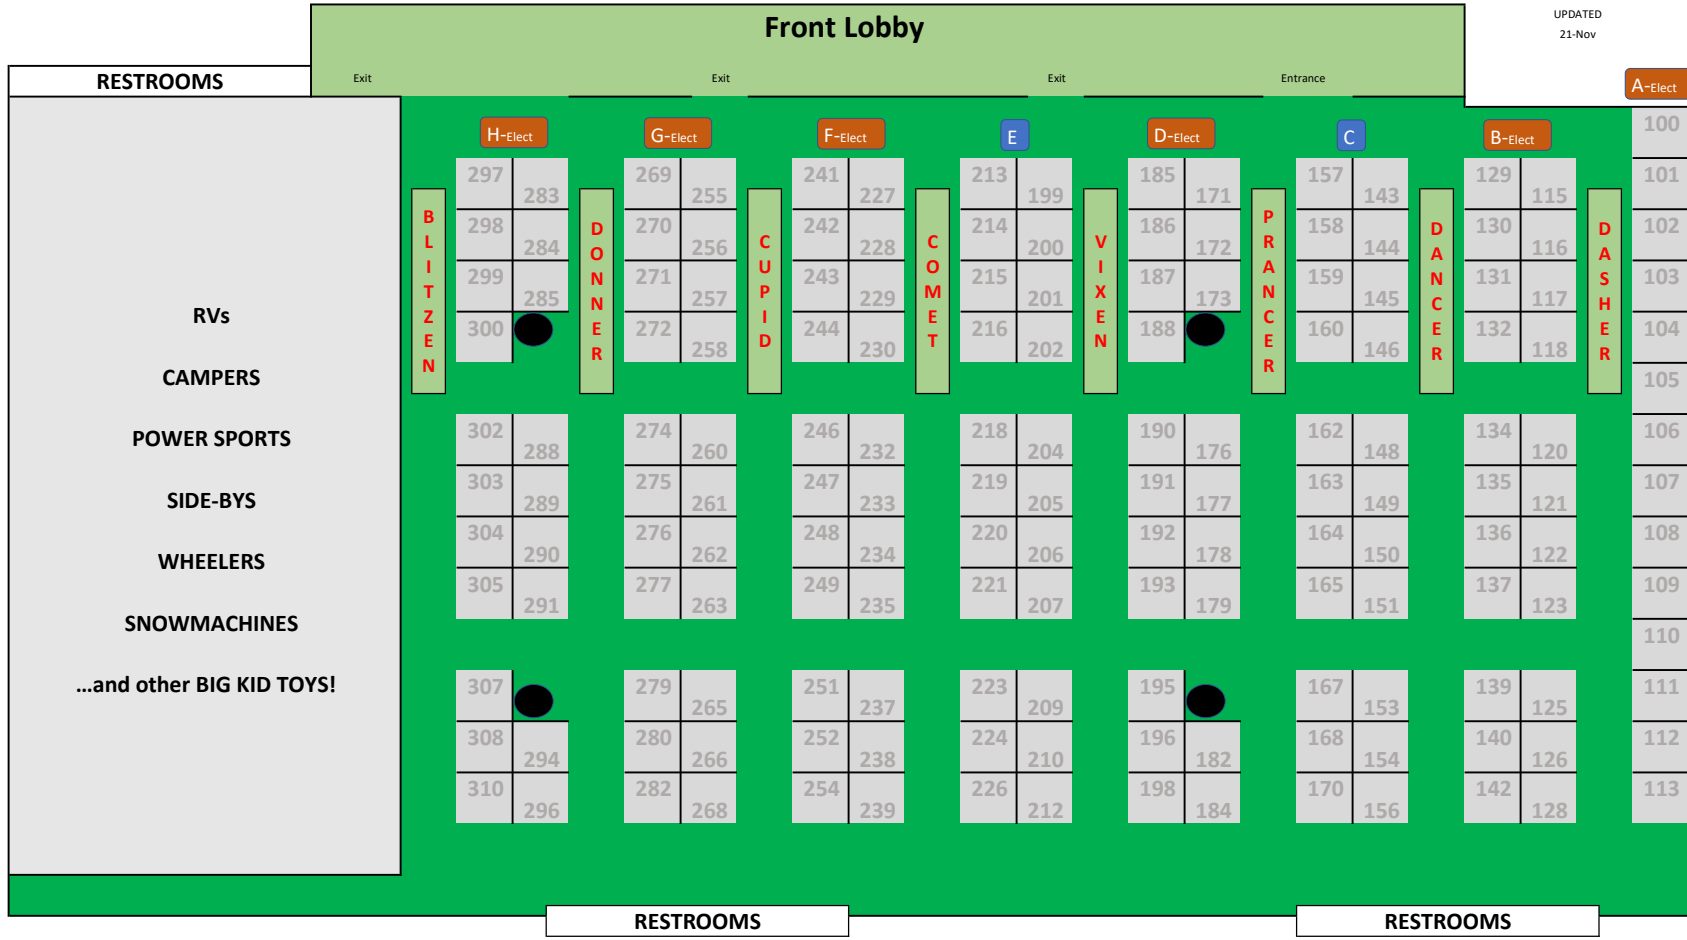 Front Lobby
UPDATED
21-Nov
RESTROOMS
Exit
Exit
Exit
Entrance
A-Elect
H-Elect
G-Elect
F-Elect
E
D-Elect
C
B-Elect
BLITZEN
DONNER
CUPID
COMET
VIXEN
PRANCER
DANCER
DASHER
100
297 283 269 255 241 227 213 199 185 171 157 143 129 115 101
298 284 270 256 242 228 214 200 186 172 158 144 130 116 102
299 285 271 257 243 229 215 201 187 173 159 145 131 117 103
300 272 258 244 230 216 202 188 160 146 132 118 104
105
302 288 274 260 246 232 218 204 190 176 162 148 134 120 106
303 289 275 261 247 233 219 205 191 177 163 149 135 121 107
304 290 276 262 248 234 220 206 192 178 164 150 136 122 108
305 291 277 263 249 235 221 207 193 179 165 151 137 123 109
110
307 279 265 251 237 223 209 195 167 153 139 125 111
308 294 280 266 252 238 224 210 196 182 168 154 140 126 112
310 296 282 268 254 239 226 212 198 184 170 156 142 128 113
RVs
CAMPERS
POWER SPORTS
SIDE-BYS
WHEELERS
SNOWMACHINES
...and other BIG KID TOYS!
RESTROOMS
RESTROOMS